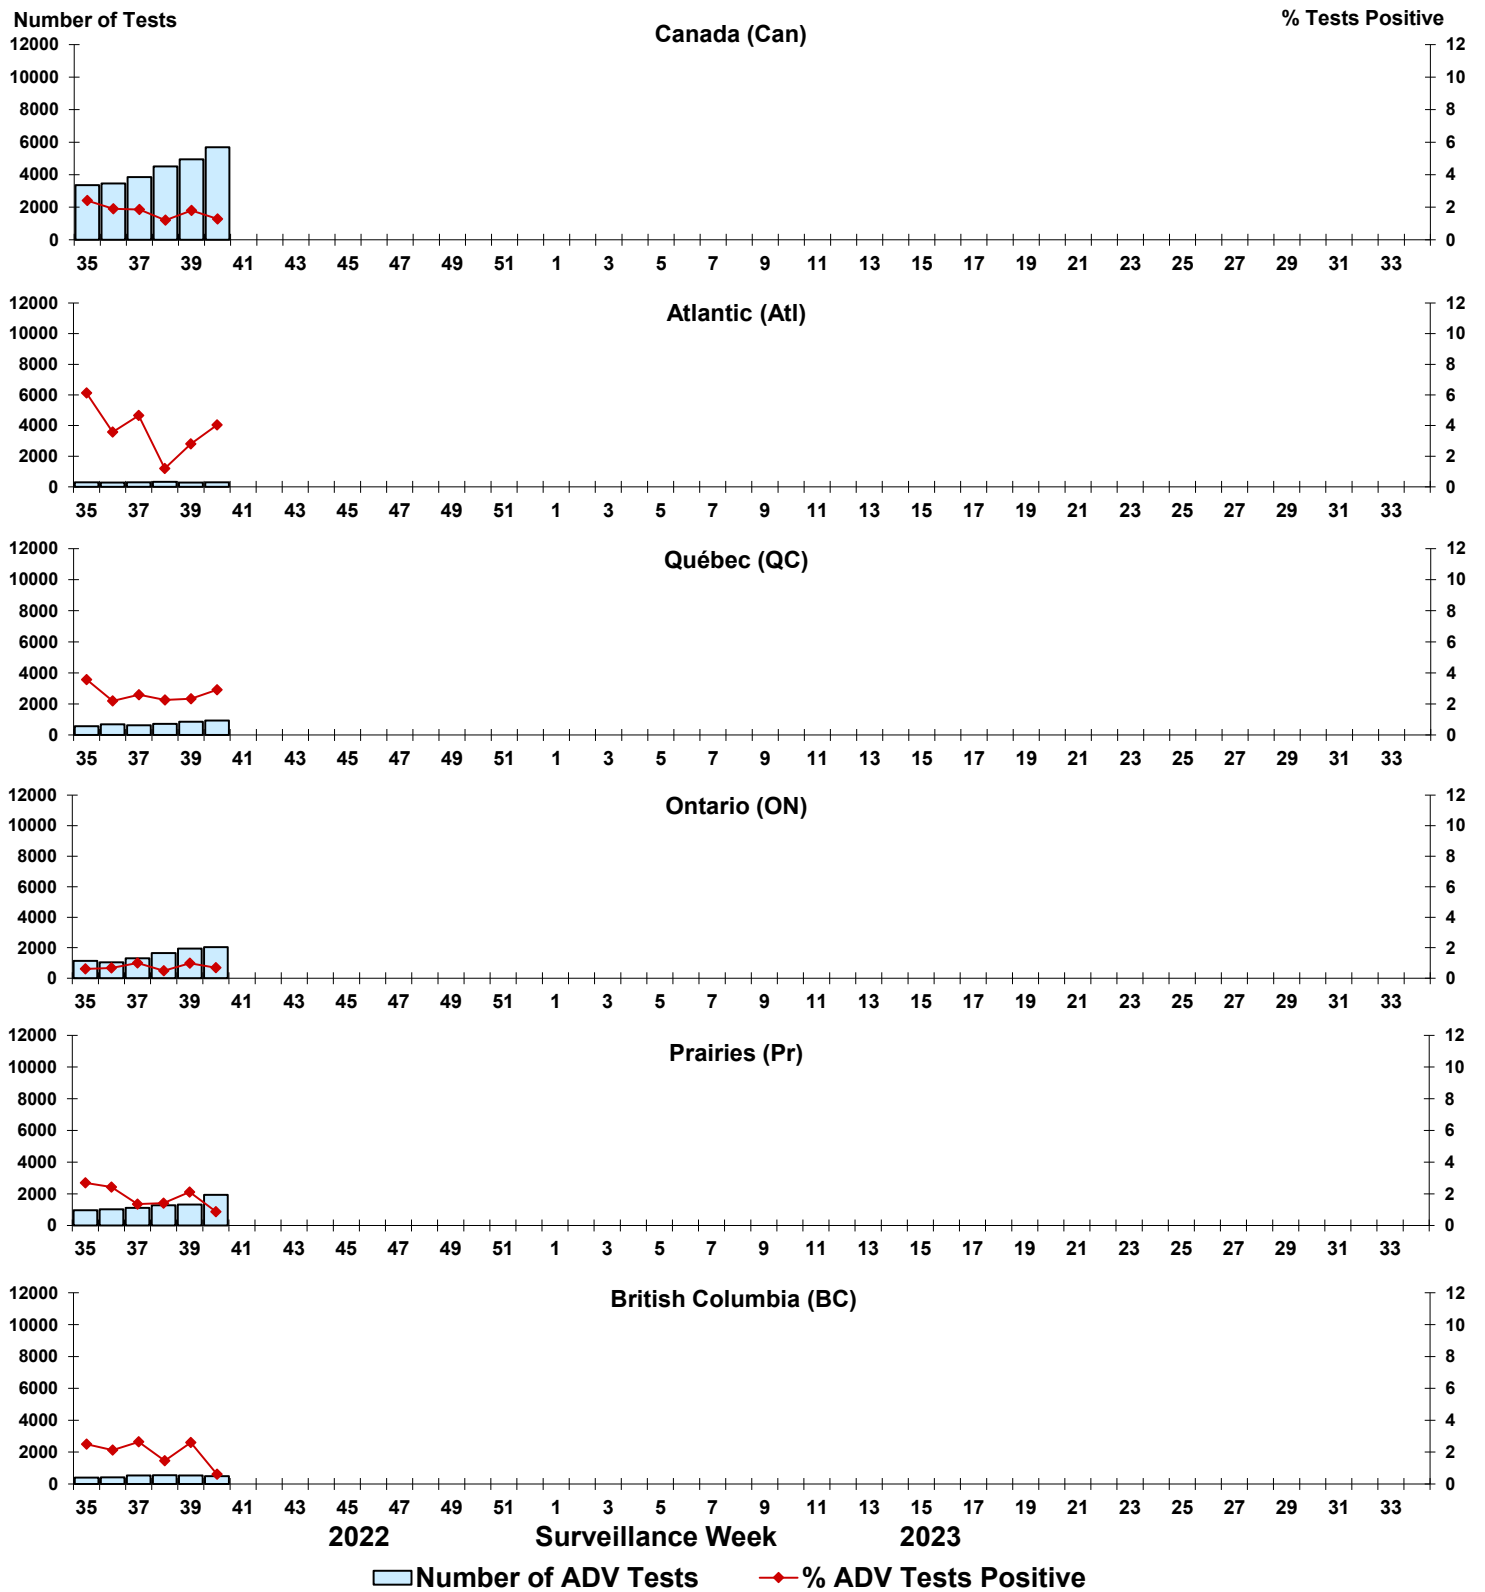 Number of Tests
Canada (Can)
% Tests Positive
12000 12
10000 10
8000 8
6000 6
4000 4
2000 2
0 0
35 37 39 41 43 45 47 49 51 1 3 5 7 9 11 13 15 17 19 21 23 25 27 29 31 33
Atlantic (Atl)
12000 12
10000 10
8000 8
6000 6
4000 4
2000 2
0 0
35 37 39 41 43 45 47 49 51 1 3 5 7 9 11 13 15 17 19 21 23 25 27 29 31 33
Québec (QC)
12000 12
10000 10
8000 8
6000 6
4000 4
2000 2
0 0
35 37 39 41 43 45 47 49 51 1 3 5 7 9 11 13 15 17 19 21 23 25 27 29 31 33
Ontario (ON)
12000 12
10000 10
8000 8
6000 6
4000 4
2000 2
0 0
35 37 39 41 43 45 47 49 51 1 3 5 7 9 11 13 15 17 19 21 23 25 27 29 31 33
Prairies (Pr)
12000 12
10000 10
8000 8
6000 6
4000 4
2000 2
0 0
35 37 39 41 43 45 47 49 51 1 3 5 7 9 11 13 15 17 19 21 23 25 27 29 31 33
British Columbia (BC)
12000 12
10000 10
8000 8
6000 6
4000 4
2000 2
0 0
35 37 39 41 43 45 47 49 51 1 3 5 7 9 11 13 15 17 19 21 23 25 27 29 31 33
2022 Surveillance Week 2023
Number of ADV Tests % ADV Tests Positive